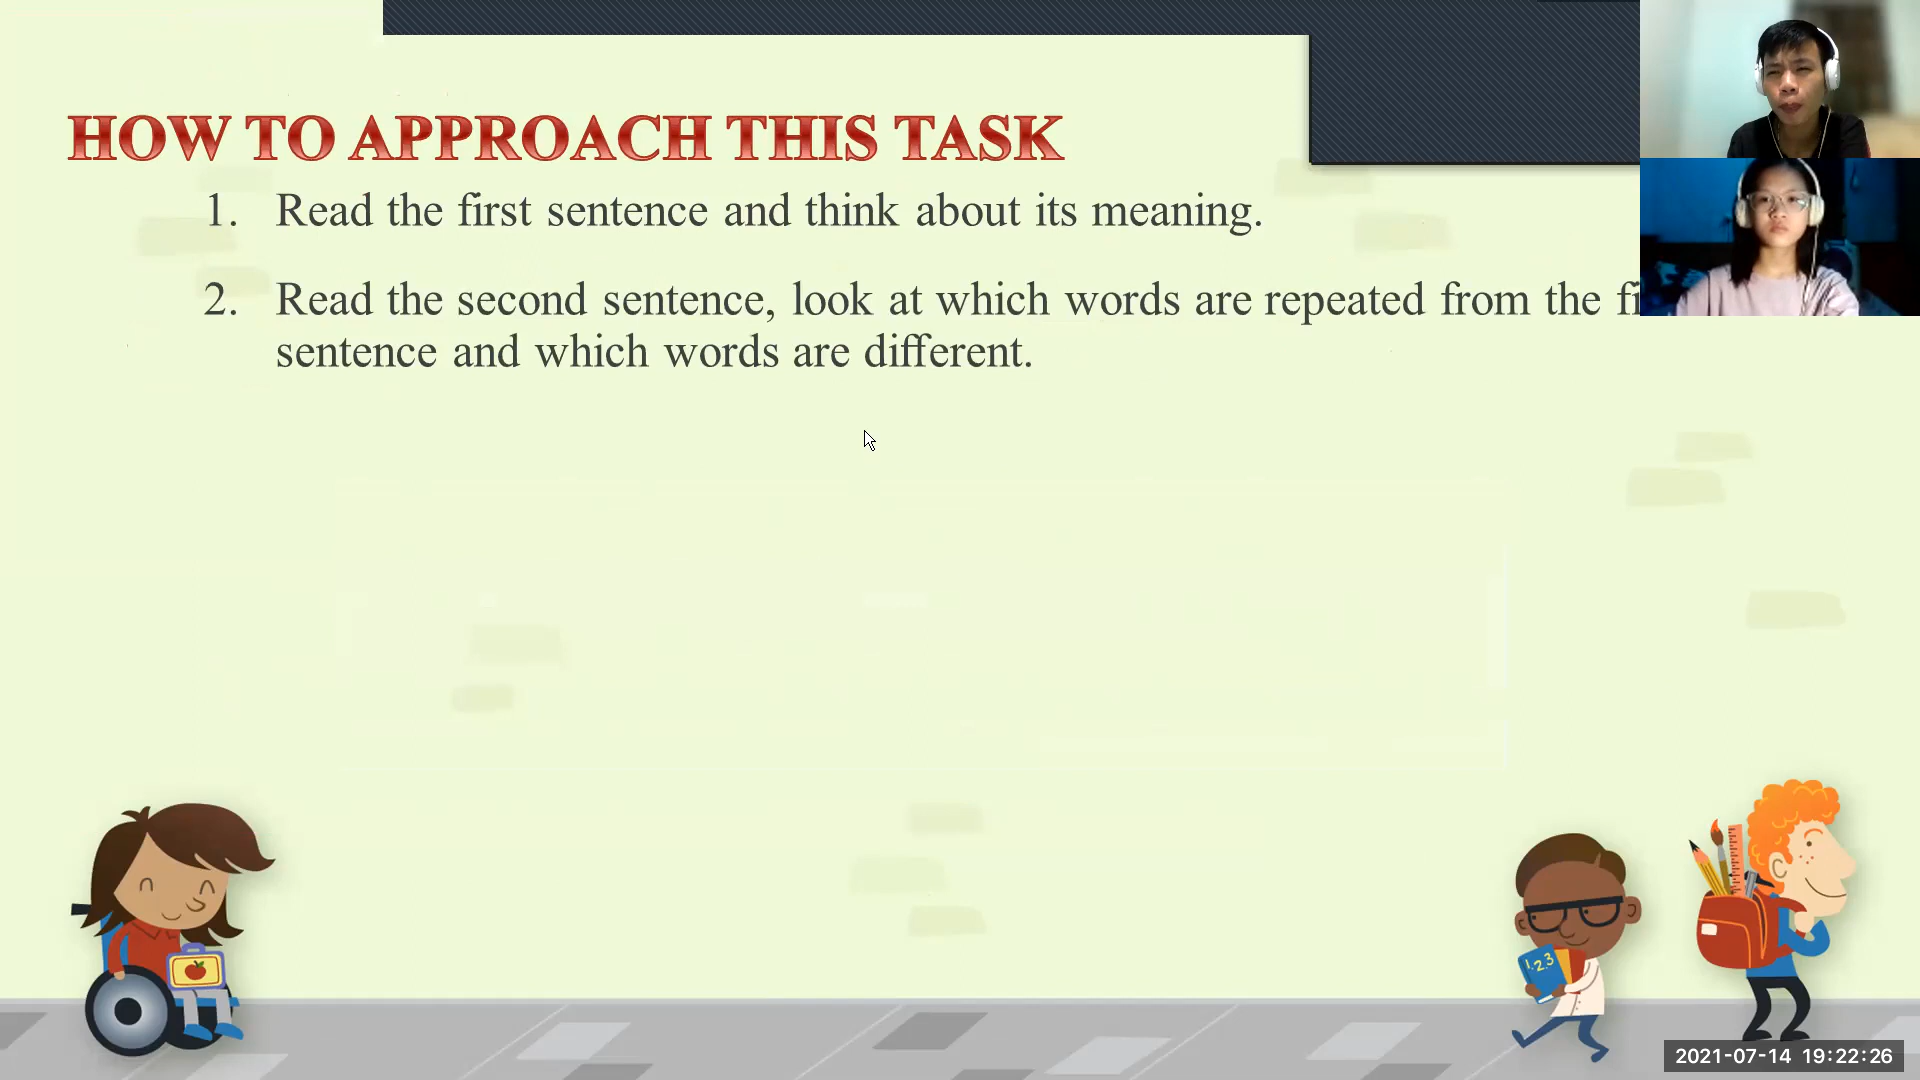 HOW TO APPROACH THIS TASK
1. Read the first sentence and think about its meaning.
2. Read the second sentence, look at which words are repeated from the
sentence and which words are different.
1.2.3
2021-07-14 19:22:26